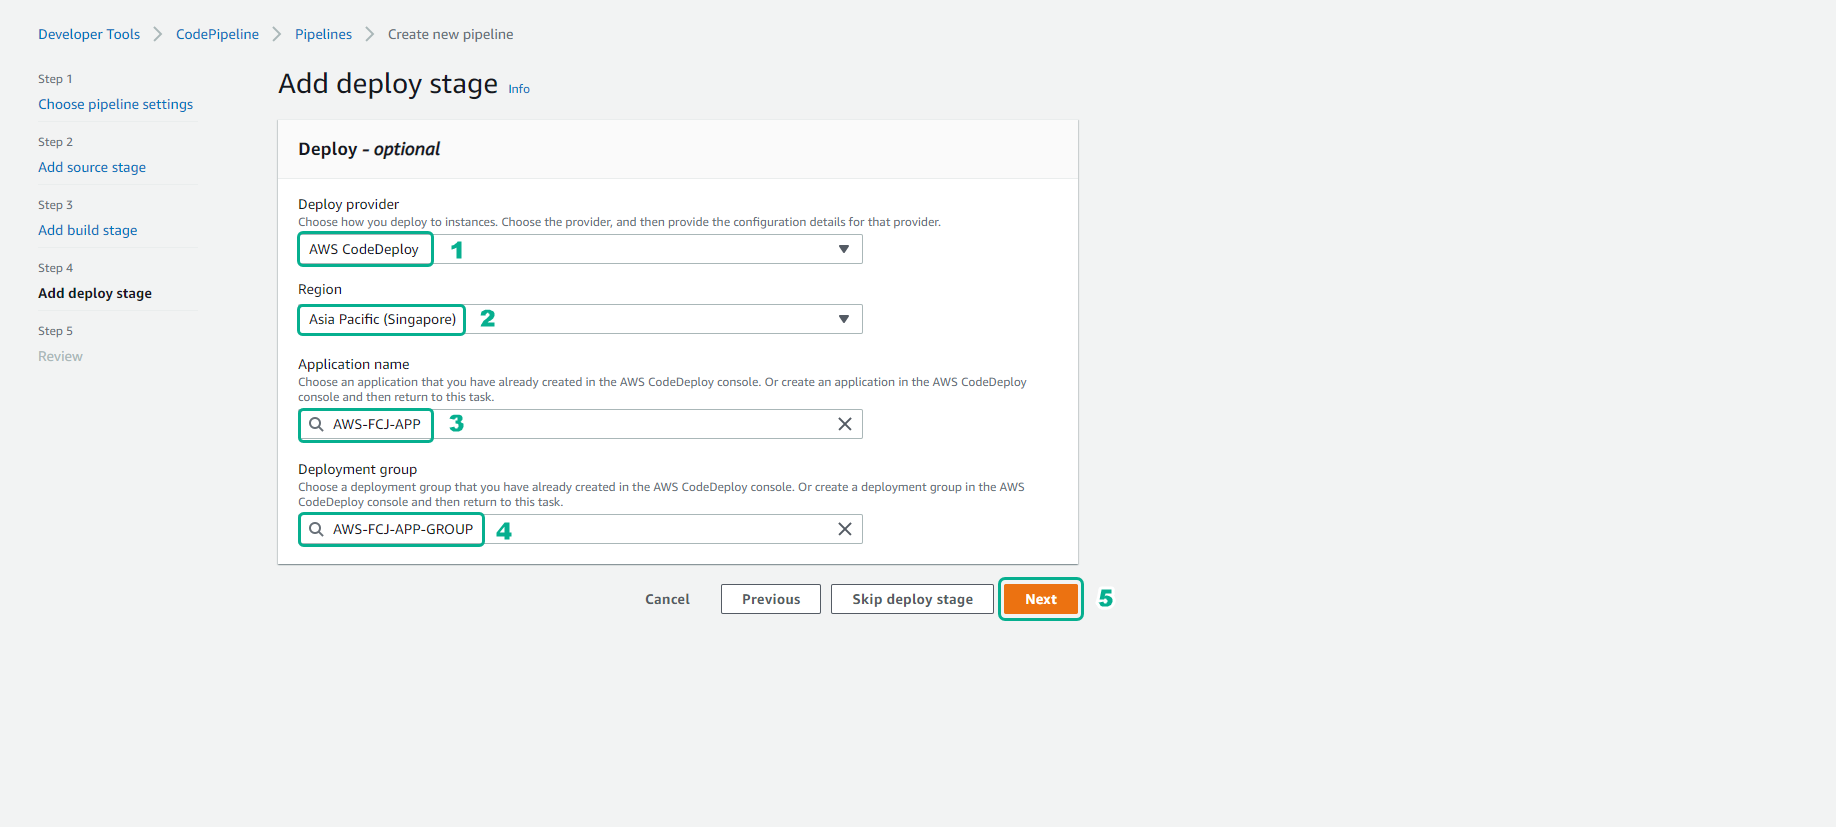 Developer Tools > CodePipeline > Pipelines > Create new pipeline
Step 1
Choose pipeline settings
Step 2
Add source stage
Step 3
Add build stage
Step 4
Add deploy stage
Step 5
Review
Add deploy stage Info
Deploy - optional
Deploy provider
Choose how you deploy to instances. Choose the provider, and then provide the configuration details for that provider.
AWS CodeDeploy 1
Region
Asia Pacific (Singapore) 2
Application name
Choose an application that you have already created in the AWS CodeDeploy console. Or create an application in the AWS CodeDeploy
console and then return to this task.
AWS-FCJ-APP 3
Deployment group
Choose a deployment group that you have already created in the AWS CodeDeploy console. Or create a deployment group in the AWS
CodeDeploy console and then return to this task.
AWS-FCJ-APP-GROUP 4
Cancel Previous Skip deploy stage Next 5